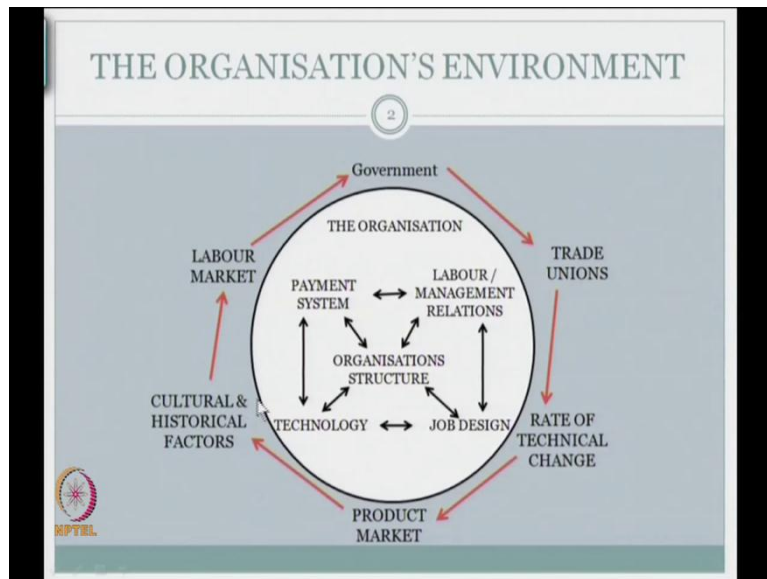 THE ORGANISATION'S ENVIRONMENT
2
Government
THE ORGANISATION
LABOUR
MARKET
TRADE
UNIONS
PAYMENT
SYSTEM
LABOUR /
MANAGEMENT
RELATIONS
ORGANISATIONS
STRUCTURE
CULTURAL &
HISTORICAL
FACTORS
TECHNOLOGY
JOB DESIGN
RATE OF
TECHNICAL
CHANGE
PRODUCT
MARKET
NPTEL